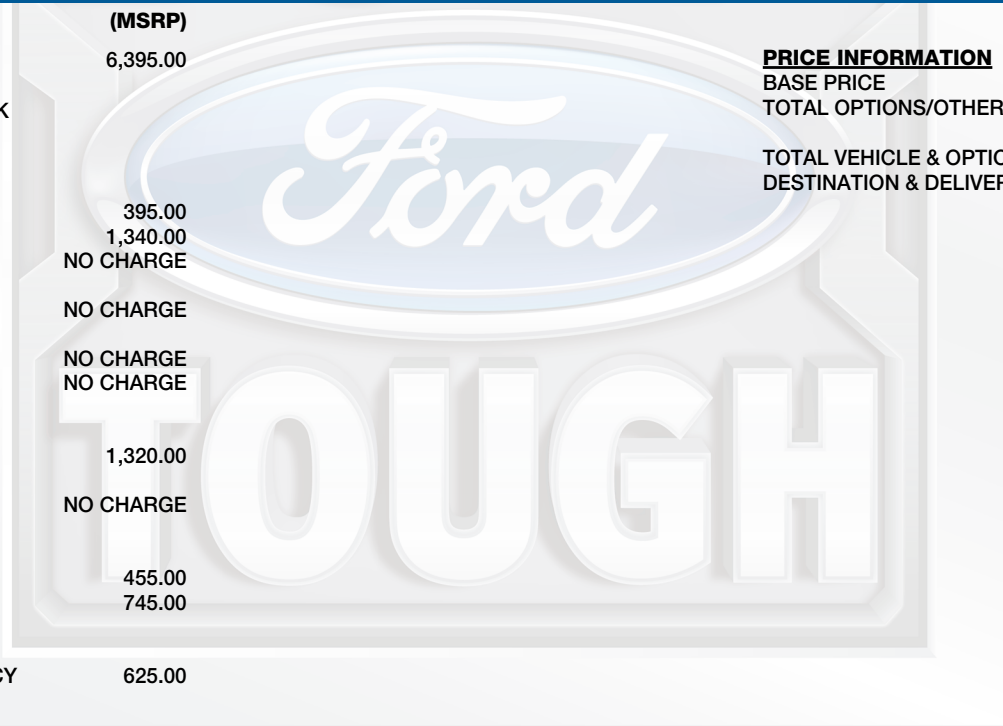 (MSRP)
6,395.00
K
395.00
1,340.00
NO CHARGE
NO CHARGE
NO CHARGE
NO CHARGE
1,320.00
NO CHARGE
455.00
745.00
CY 625.00
PRICE INFORMATION
BASE PRICE
TOTAL OPTIONS/OTHER
TOTAL VEHICLE & OPTIO
DESTINATION & DELIVER
Ford
TOUGH